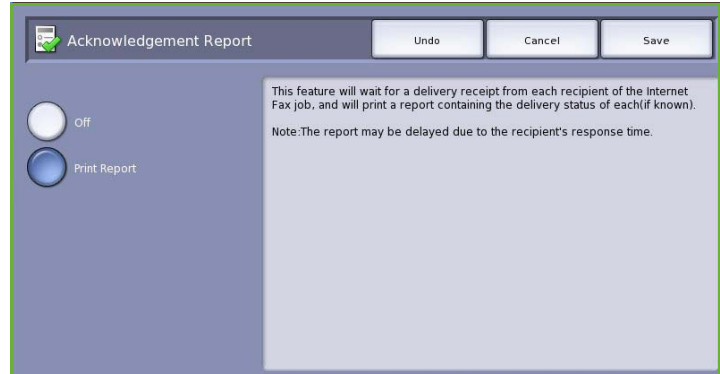 Acknowledgement Report
Undo
Cancel
Save
Off
Print Report
This feature will wait for a delivery receipt from each recipient of the Internet
Fax job, and will print a report containing the delivery status of each(if known).
Note:The report may be delayed due to the recipient's response time.